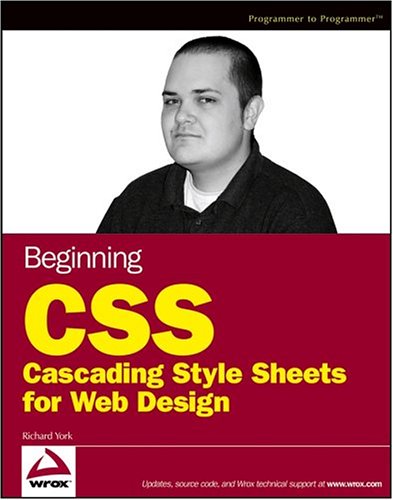 Programmer to Programmer™
Beginning
CSS
Cascading Style Sheets
for Web Design
Richard York
wrox
Updates, source code, and Wrox technical support at www.wrox.com